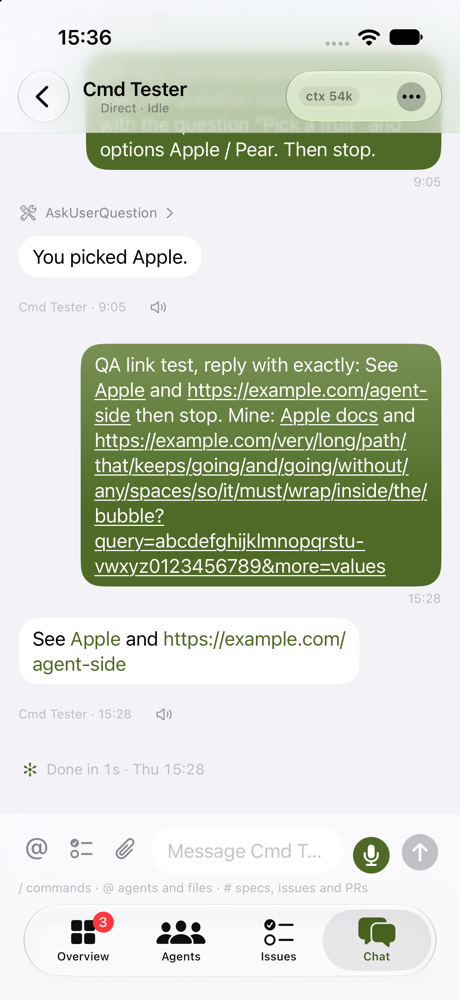 15:36
Cmd Tester
Direct · Idle
ctx 54k
with the question "Pick a fruit" and
options Apple / Pear. Then stop.
9:05
AskUserQuestion
You picked Apple.
Cmd Tester · 9:05
QA link test, reply with exactly: See
Apple and https://example.com/agent-
side then stop. Mine: Apple docs and
https://example.com/very/long/path/
that/keeps/going/and/going/without/
any/spaces/so/it/must/wrap/inside/the/
bubble?
query=abcdefghijklmnopqrstu-
vwxyz0123456789&more=values
15:28
See Apple and https://example.com/
agent-side
Cmd Tester · 15:28
Done in 1s · Thu 15:28
Message Cmd T...
/ commands · @ agents and files · # specs, issues and PRs
3
Overview
Agents
Issues
Chat